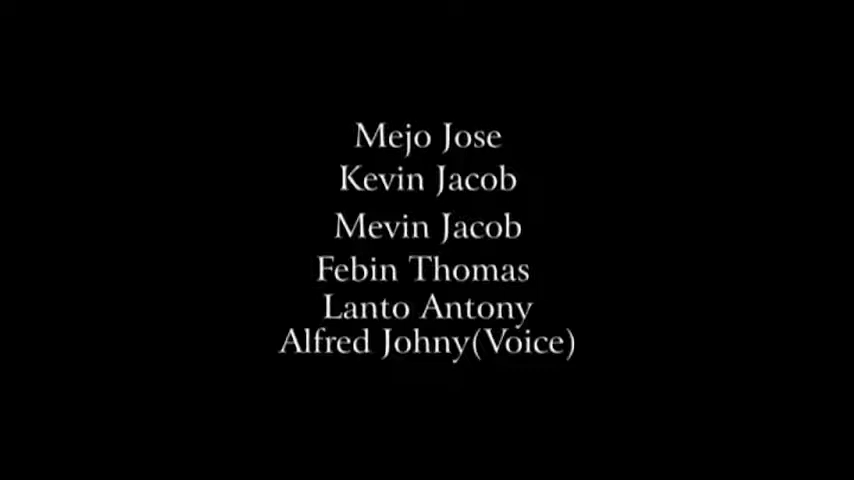 Mejo Jose
Kevin Jacob
Mevin Jacob
Febin Thomas
Lanto Antony
Alfred Johny(Voice)